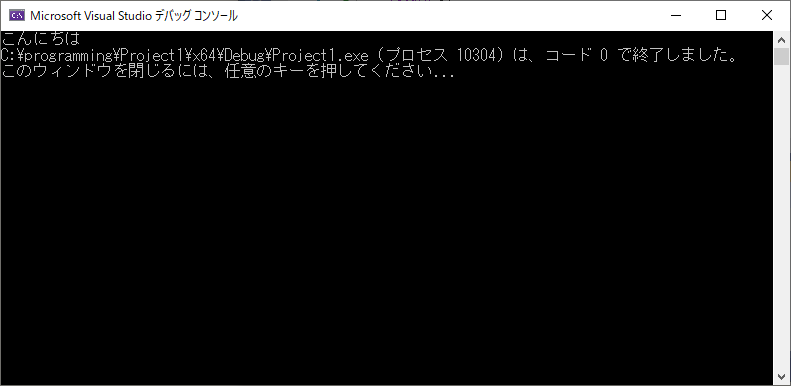 Microsoft Visual Studio デバッグ コンソール
こんにちは
C:¥programming¥Project1¥x64¥Debug¥Project1.exe (プロセス 10304) は、コード 0 で終了しました。
このウィンドウを閉じるには、任意のキーを押してください...